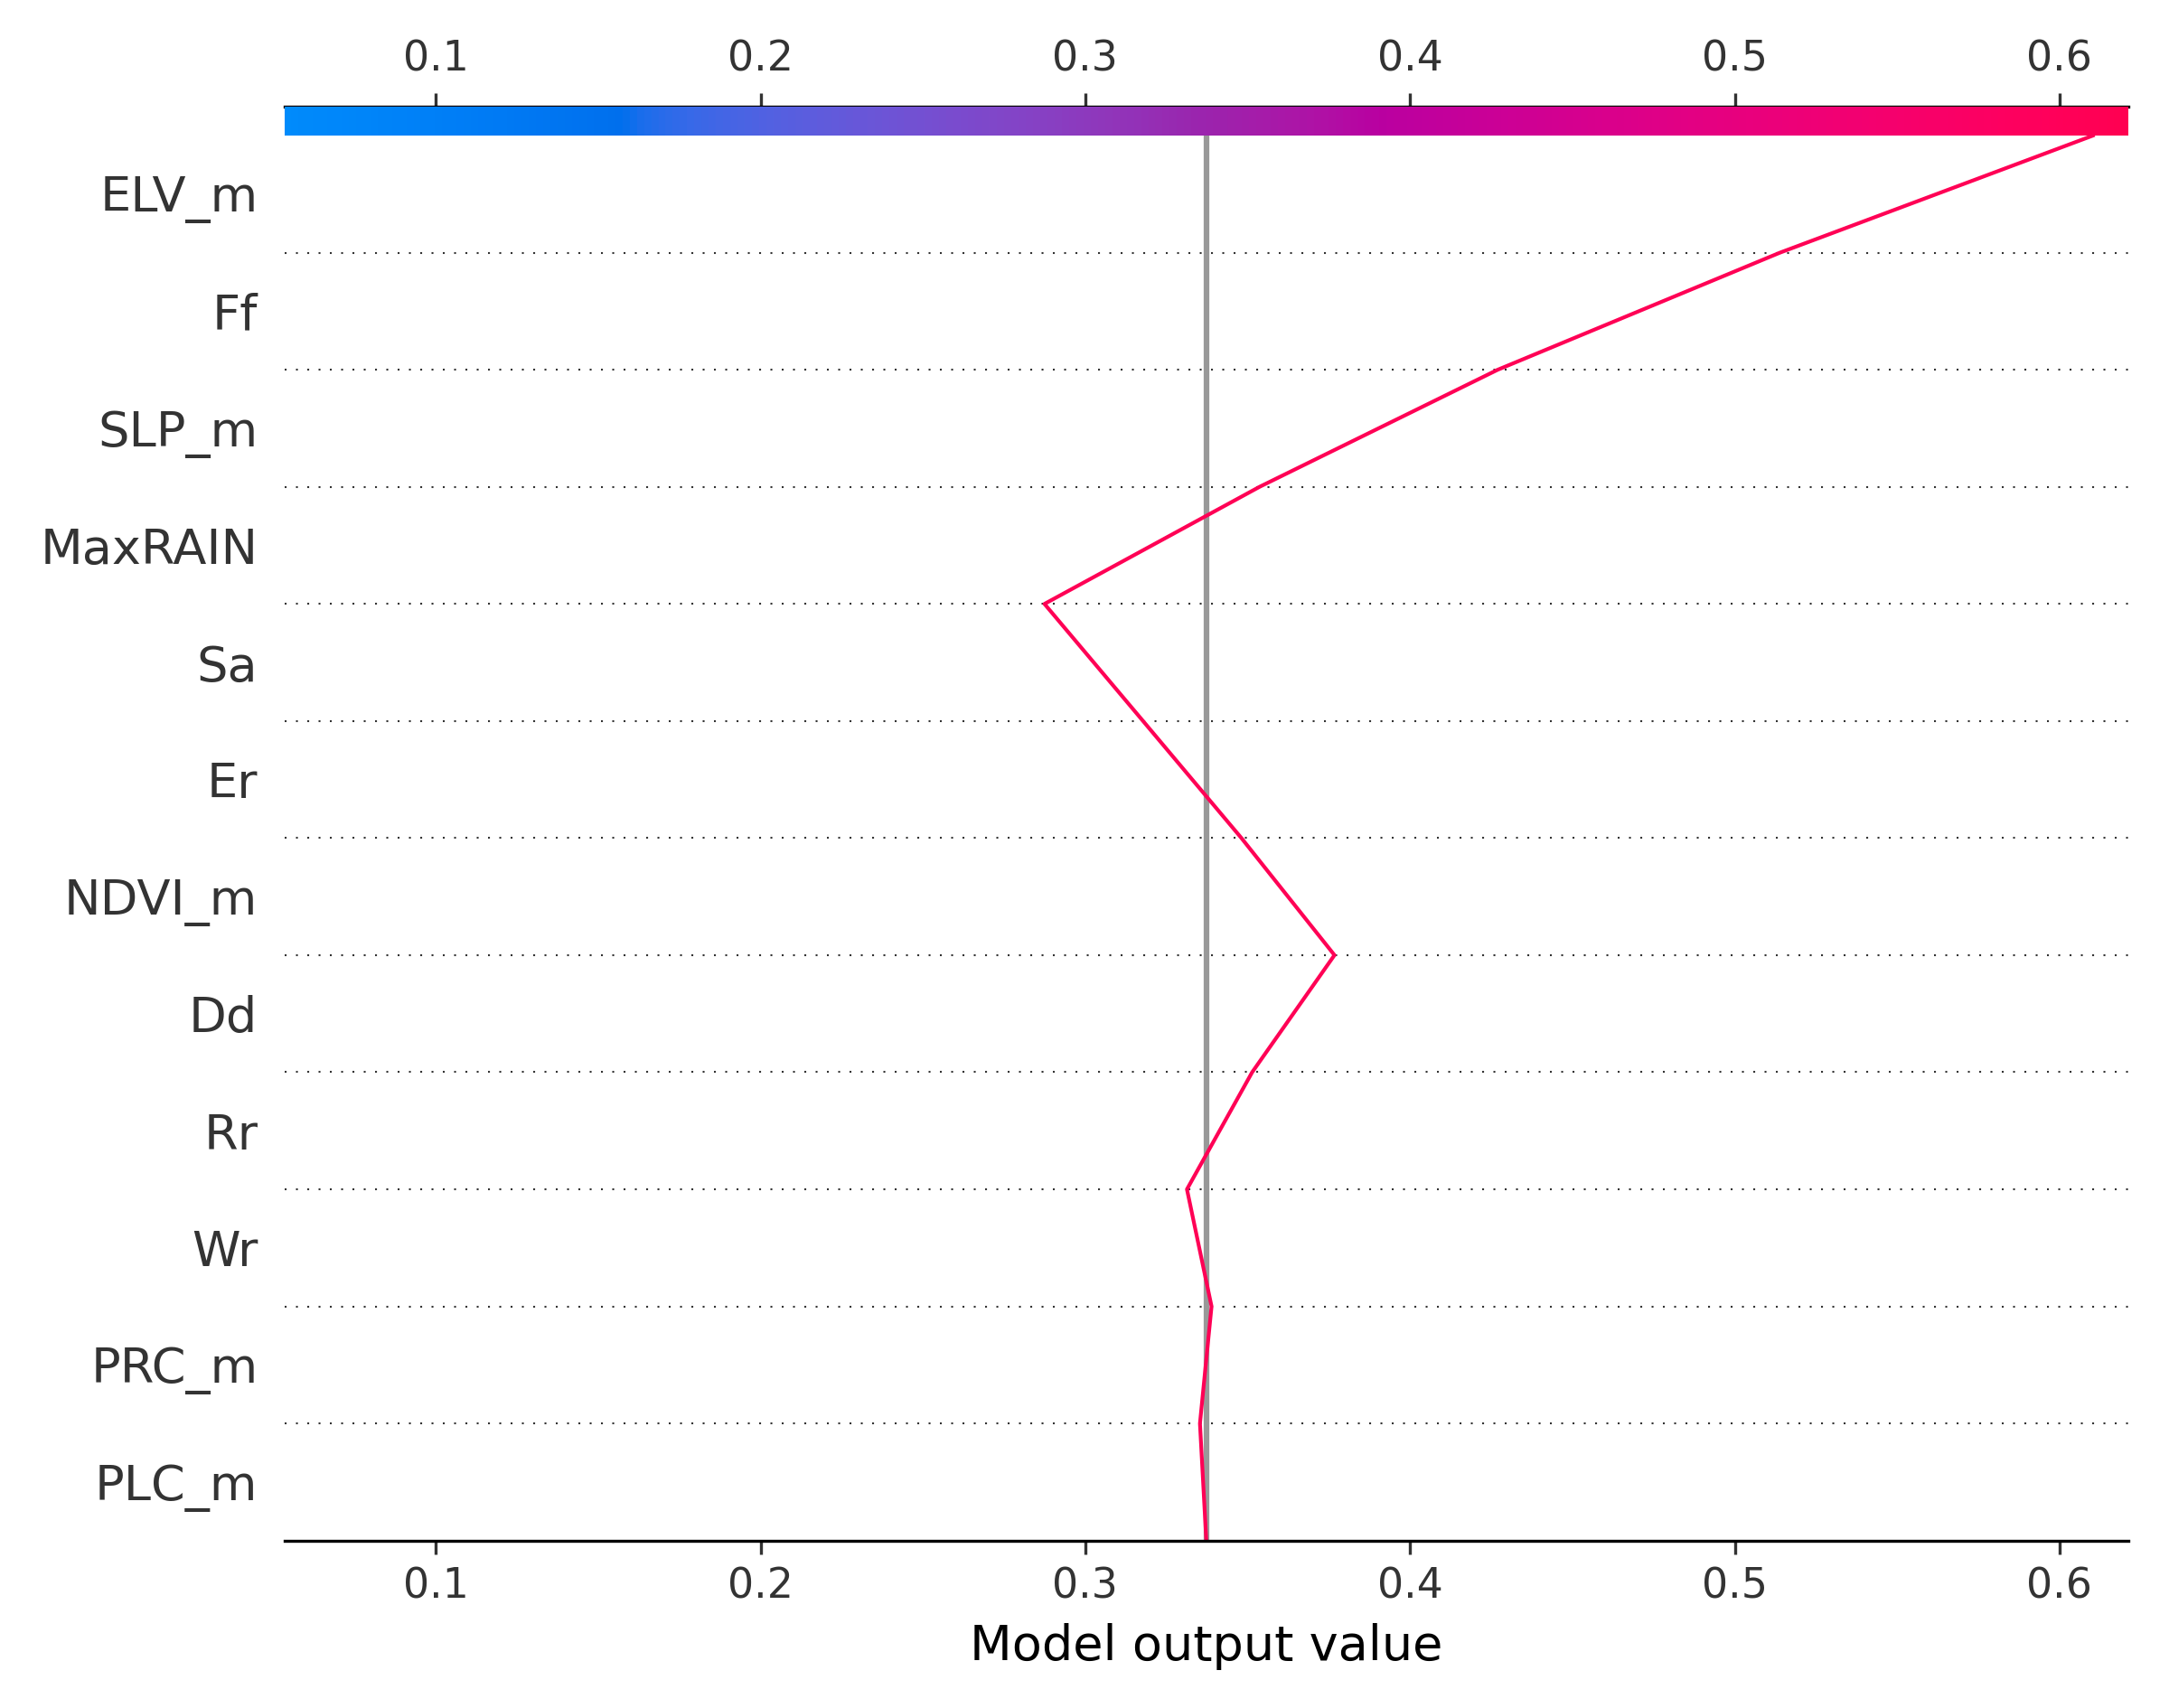 0.1 0.2 0.3 0.4 0.5 0.6
ELV_m
Ff
SLP_m
MaxRAIN
Sa
Er
NDVI_m
Dd
Rr
Wr
PRC_m
PLC_m
0.1 0.2 0.3 0.4 0.5 0.6
Model output value